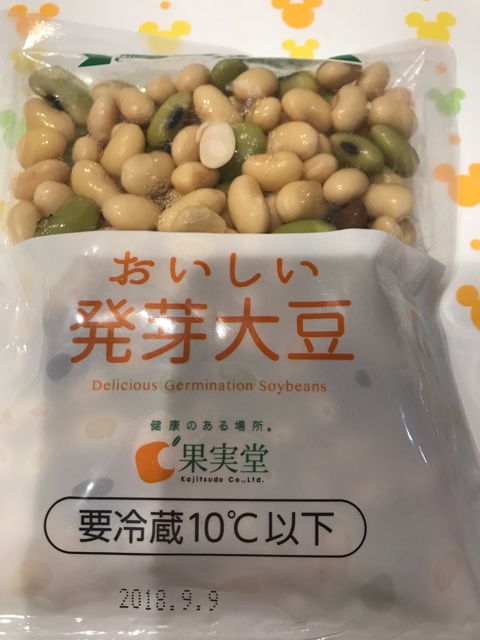 おいしい
発芽大豆
Delicious Germination Soybeans
健康のある場所。
果実堂
Kajitsudo Co.,Ltd.
要冷蔵10℃以下
2018.9.9